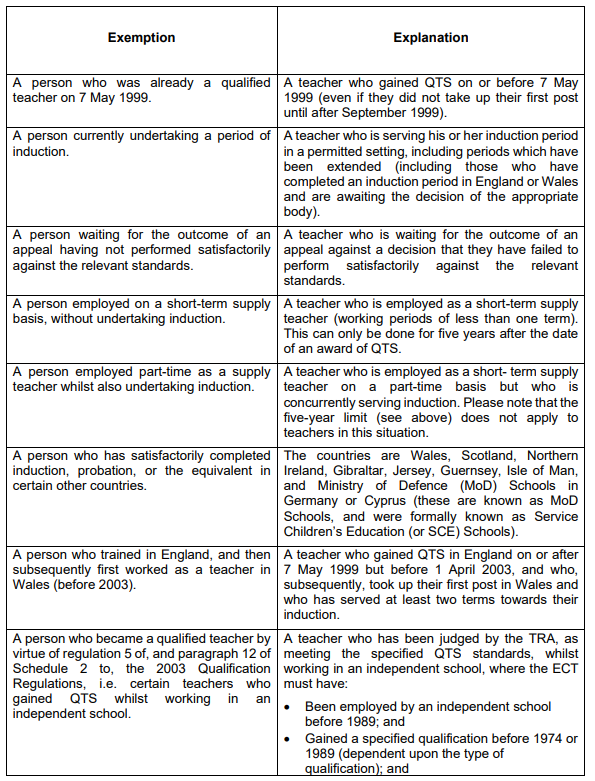 Exemption
Explanation
A person who was already a qualified
teacher on 7 May 1999.
A teacher who gained QTS on or before 7 May
1999 (even if they did not take up their first post
until after September 1999).
A person currently undertaking a period of
induction.
A teacher who is serving his or her induction period
in a permitted setting, including periods which have
been extended (including those who have
completed an induction period in England or Wales
and are awaiting the decision of the appropriate
body).
A person waiting for the outcome of an
appeal having not performed satisfactorily
against the relevant standards.
A teacher who is waiting for the outcome of an
appeal against a decision that they have failed to
perform satisfactorily against the relevant
standards.
A person employed on a short-term supply
basis, without undertaking induction.
A teacher who is employed as a short-term supply
teacher (working periods of less than one term).
This can only be done for five years after the date
of an award of QTS.
A person employed part-time as a supply
teacher whilst also undertaking induction.
A teacher who is employed as a short- term supply
teacher on a part-time basis but who is
concurrently serving induction. Please note that the
five-year limit (see above) does not apply to
teachers in this situation.
A person who has satisfactorily completed
induction, probation, or the equivalent in
certain other countries.
The countries are Wales, Scotland, Northern
Ireland, Gibraltar, Jersey, Guernsey, Isle of Man,
and Ministry of Defence (MoD) Schools in
Germany or Cyprus (these are known as MoD
Schools, and were formally known as Service
Children's Education (or SCE) Schools).
A person who trained in England, and then
subsequently first worked as a teacher in
Wales (before 2003).
A teacher who gained QTS in England on or after
7 May 1999 but before 1 April 2003, and who,
subsequently, took up their first post in Wales and
who has served at least two terms towards their
induction.
A person who became a qualified teacher by
virtue of regulation 5 of, and paragraph 12 of
Schedule 2 to, the 2003 Qualification
Regulations, i.e. certain teachers who
gained QTS whilst working in an
independent school.
A teacher who has been judged by the TRA, as
meeting the specified QTS standards, whilst
working in an independent school, where the ECT
must have:
• Been employed by an independent school
before 1989; and
• Gained a specified qualification before 1974 or
1989 (dependent upon the type of
qualification); and